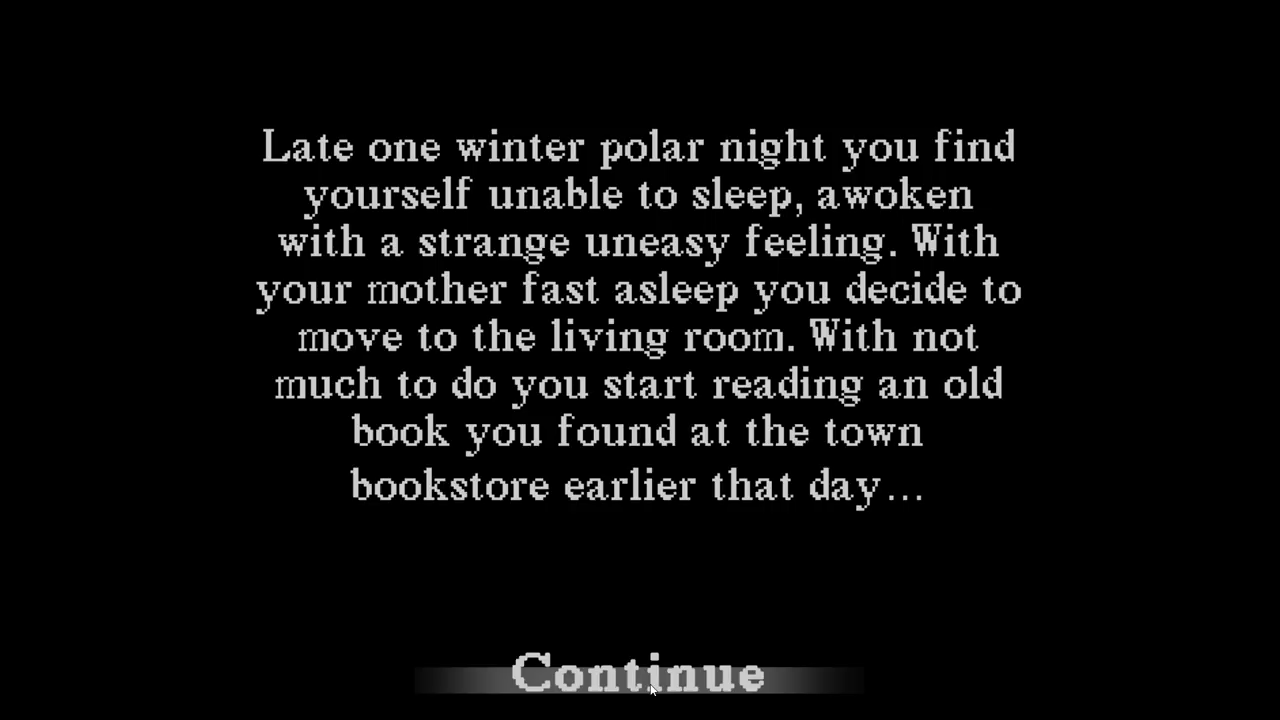 Late one winter polar night you find
yourself unable to sleep, awoken
with a strange uneasy feeling. With
your mother fast asleep you decide to
move to the living room. With not
much to do you start reading an old
book you found at the town
bookstore earlier that day...
Continue